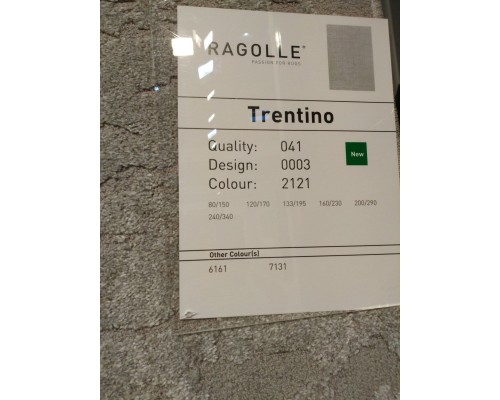 RAGOLLE®
PASSION FOR RUGS
Trentino
Quality: 041
Design: 0003
Colour: 2121
New
80/150 120/170 133/195 160/230 200/290
240/340
Other Colour(s)
6161 7131